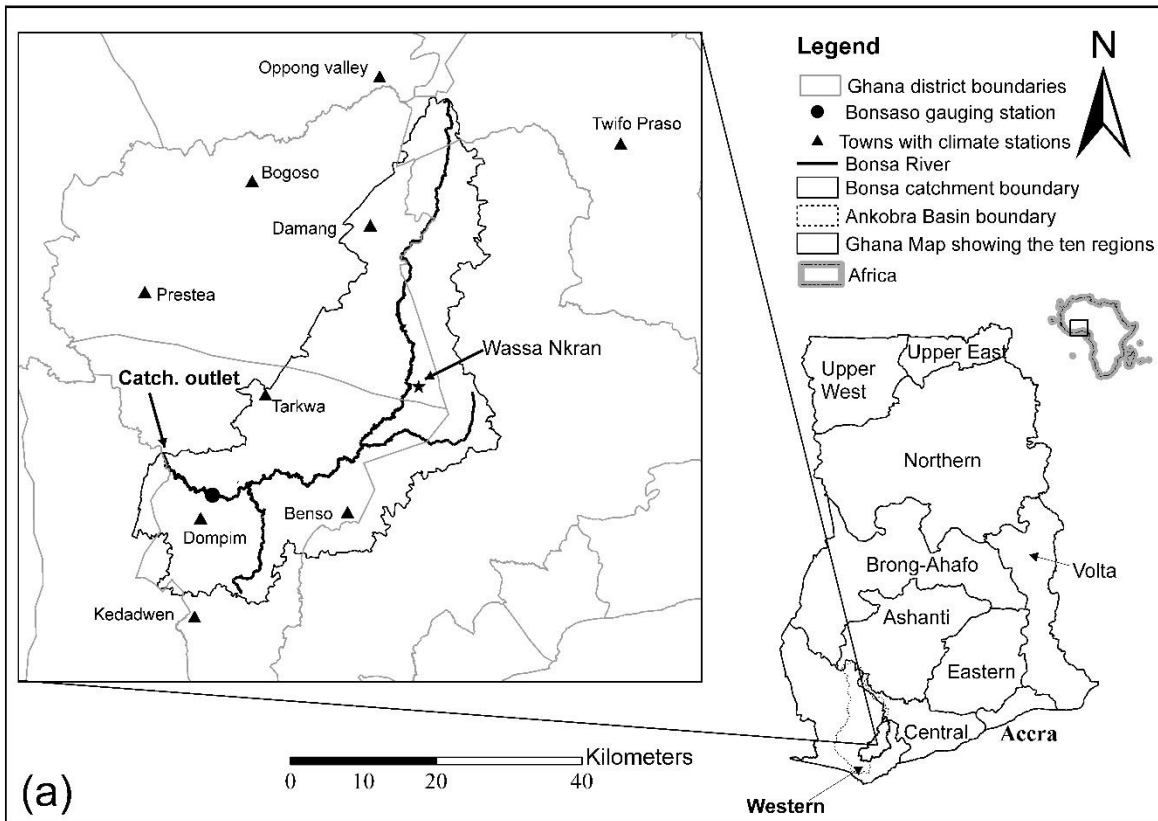 Oppong valley
Twifo Praso
Bogoso
Damang
Prestea
Wassa Nkran
Catch. outlet
Tarkwa
Benso
Dompim
Kedadwen
Kilometers
0 10 20 40
(a)
Legend
Ghana district boundaries
Bonsaso gauging station
Towns with climate stations
Bonsa River
Bonsa catchment boundary
Ankobra Basin boundary
Ghana Map showing the ten regions
Africa
N
Upper East
Upper
West
Northern
Brong-Ahafo
Volta
Ashanti
Eastern
Central
Accra
Western